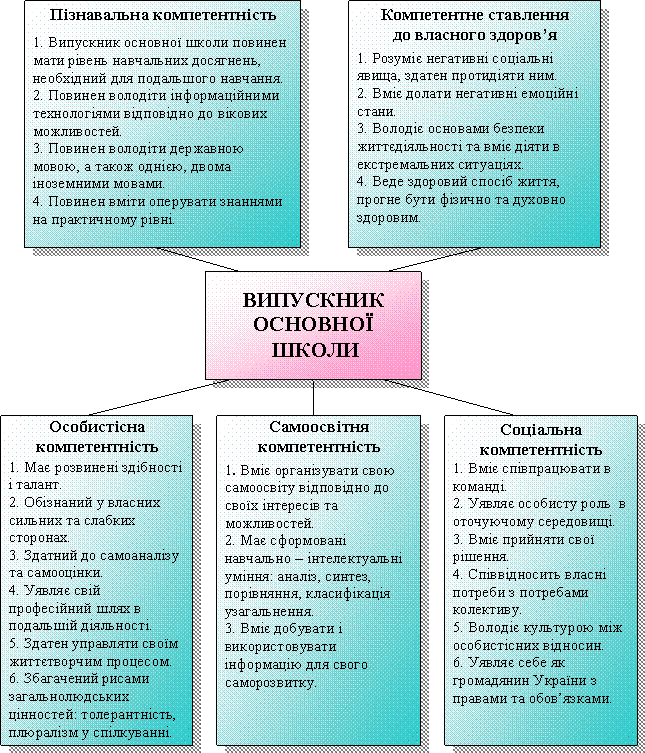 Пізнавальна компетентність
1. Випускник основної школи повинен
мати рівень навчальних досягнень,
необхідний для подальшого навчання.
2. Повинен володіти інформаційними
технологіями відповідно до вікових
можливостей.
3. Повинен володіти державною
мовою, а також однією, двома
іноземними мовами.
4. Повинен вміти оперувати знаннями
на практичному рівні.
Компетентне ставлення
до власного здоров’я
1. Розуміє негативні соціальні
явища, здатен протидіяти ним.
2. Вміє долати негативні емоційні
стани.
3. Володіє основами безпеки
життєдіяльності та вміє діяти в
екстремальних ситуаціях.
4. Веде здоровий спосіб життя,
прогне бути фізично та духовно
здоровим.
ВИПУСКНИК
ОСНОВНОЇ
ШКОЛИ
Особистісна
компетентність
1. Має розвинені здібності
і талант.
2. Обізнаний у власних
сильних та слабких
сторонах.
3. Здатний до самоаналізу
та самооцінки.
4. Уявляє свій
професійний шлях в
подальшій діяльності.
5. Здатен управляти своїм
життєтворчим процесом.
6. Збагачений рисами
загальнолюдських
цінностей: толерантність,
плюралізм у спілкуванні.
Самоосвітня
компетентність
1. Вміє організувати свою
самоосвіту відповідно до
своїх інтересів та
можливостей.
2. Має сформовані
навчально – інтелектуальні
уміння: аналіз, синтез,
порівняння, класифікація
узагальнення.
3. Вміє добувати і
використовувати
інформацію для свого
саморозвитку.
Соціальна
компетентність
1. Вміє співпрацювати в
команді.
2. Уявляє особисту роль в
оточуючому середовищі.
3. Вміє прийняти свої
рішення.
4. Співвідносить власні
потреби з потребами
колективу.
5. Володіє культурою між
особистісних відносин.
6. Уявляє себе як
громадянин України з
правами та обов’язками.